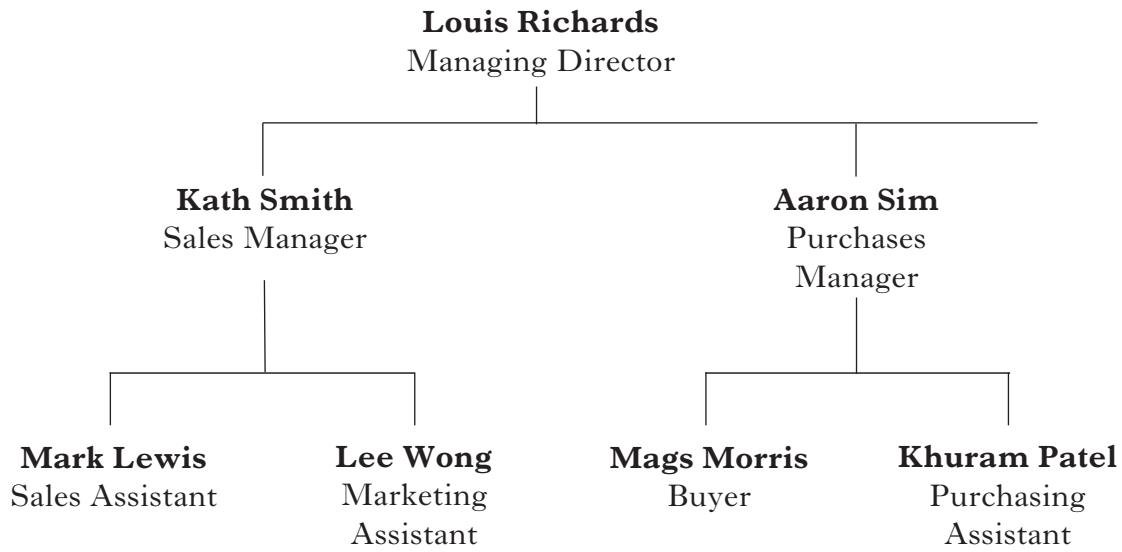 Louis Richards
Managing Director
Kath Smith
Sales Manager
Aaron Sim
Purchases
Manager
Mark Lewis
Sales Assistant
Lee Wong
Marketing
Assistant
Mags Morris
Buyer
Khuram Patel
Purchasing
Assistant